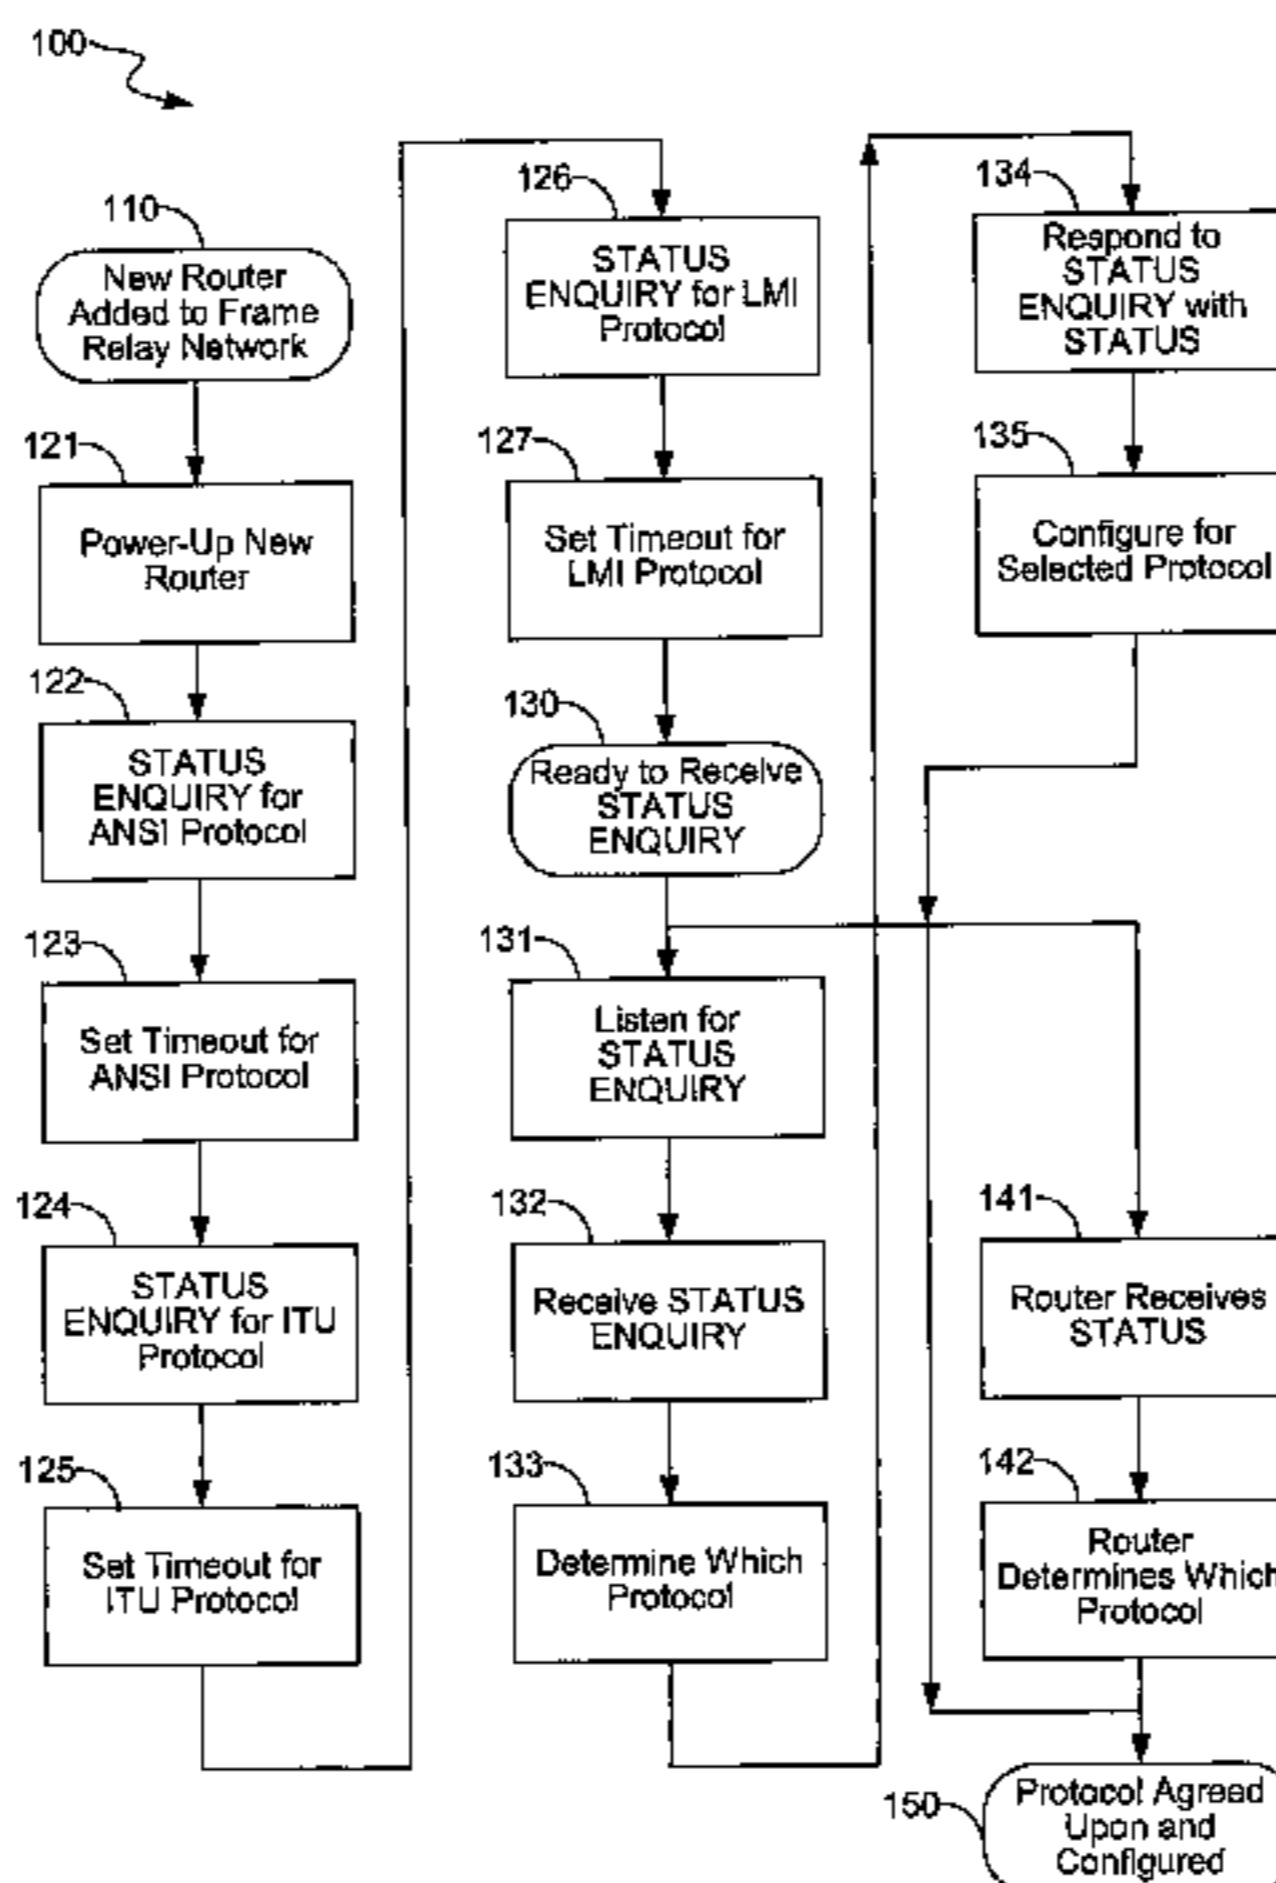 100
110
New Router
Added to Frame
Relay Network
121
Power-Up New
Router
122
STATUS
ENQUIRY for
ANSI Protocol
123
Set Timeout for
ANSI Protocol
124
STATUS
ENQUIRY for ITU
Protocol
125
Set Timeout for
ITU Protocol
126
STATUS
ENQUIRY for LMI
Protocol
127
Set Timeout for
LMI Protocol
130
Ready to Receive
STATUS
ENQUIRY
131
Listen for
STATUS
ENQUIRY
132
Receive STATUS
ENQUIRY
133
Determine Which
Protocol
134
Respond to
STATUS
ENQUIRY with
STATUS
135
Configure for
Selected Protocol
141
Router Receives
STATUS
142
Router
Determines Which
Protocol
150
Protocol Agreed
Upon and
Configured